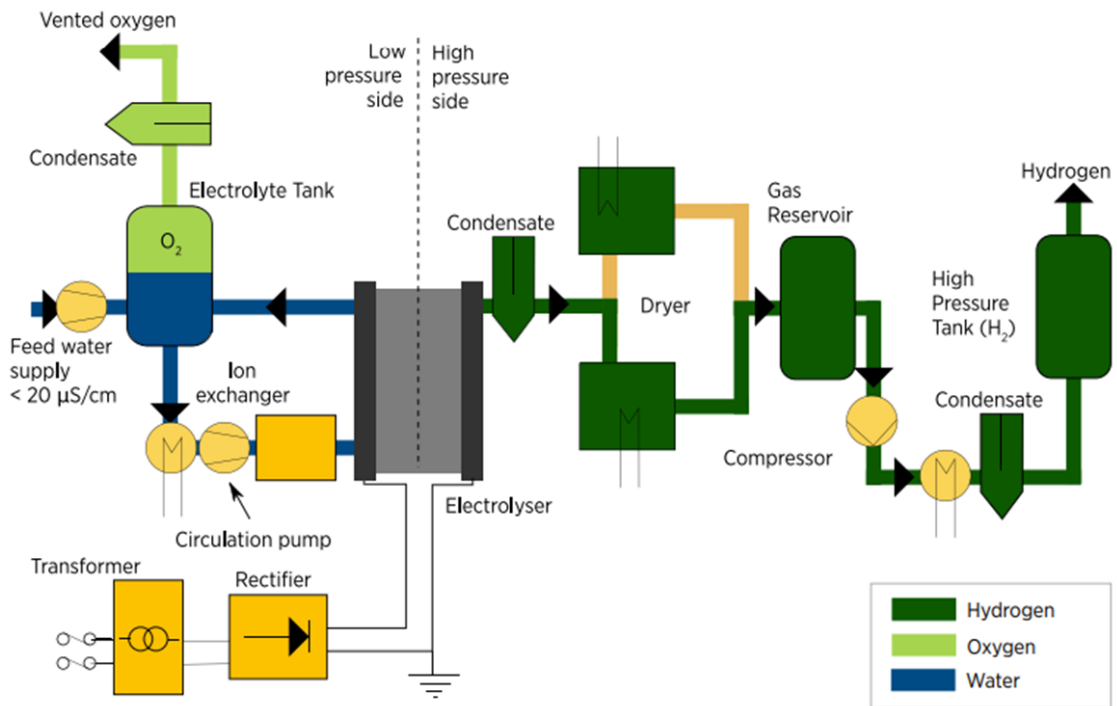 Vented oxygen
Low
pressure
side
High
pressure
side
Condensate
Electrolyte Tank
O₂
Feed water
supply
< 20 µS/cm
Ion
exchanger
Circulation pump
Electrolyser
Transformer
Rectifier
Condensate
Dryer
Gas
Reservoir
Compressor
Condensate
High
Pressure
Tank (H₂)
Hydrogen
Hydrogen
Oxygen
Water